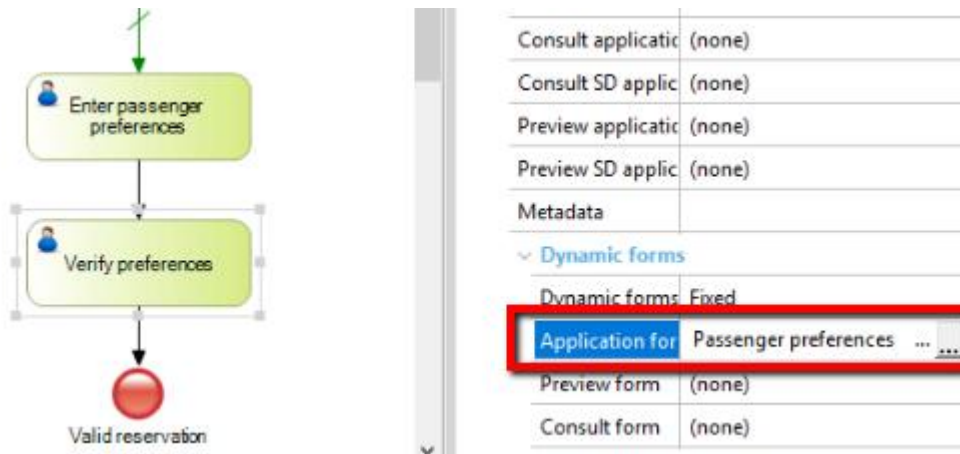 Enter passenger
preferences
Verify preferences
Valid reservation
Consult applicatic (none)
Consult SD applic (none)
Preview applicatic (none)
Preview SD applic (none)
Metadata
Dynamic forms
Dynamic forms Fixed
Application for Passenger preferences ... ...
Preview form (none)
Consult form (none)